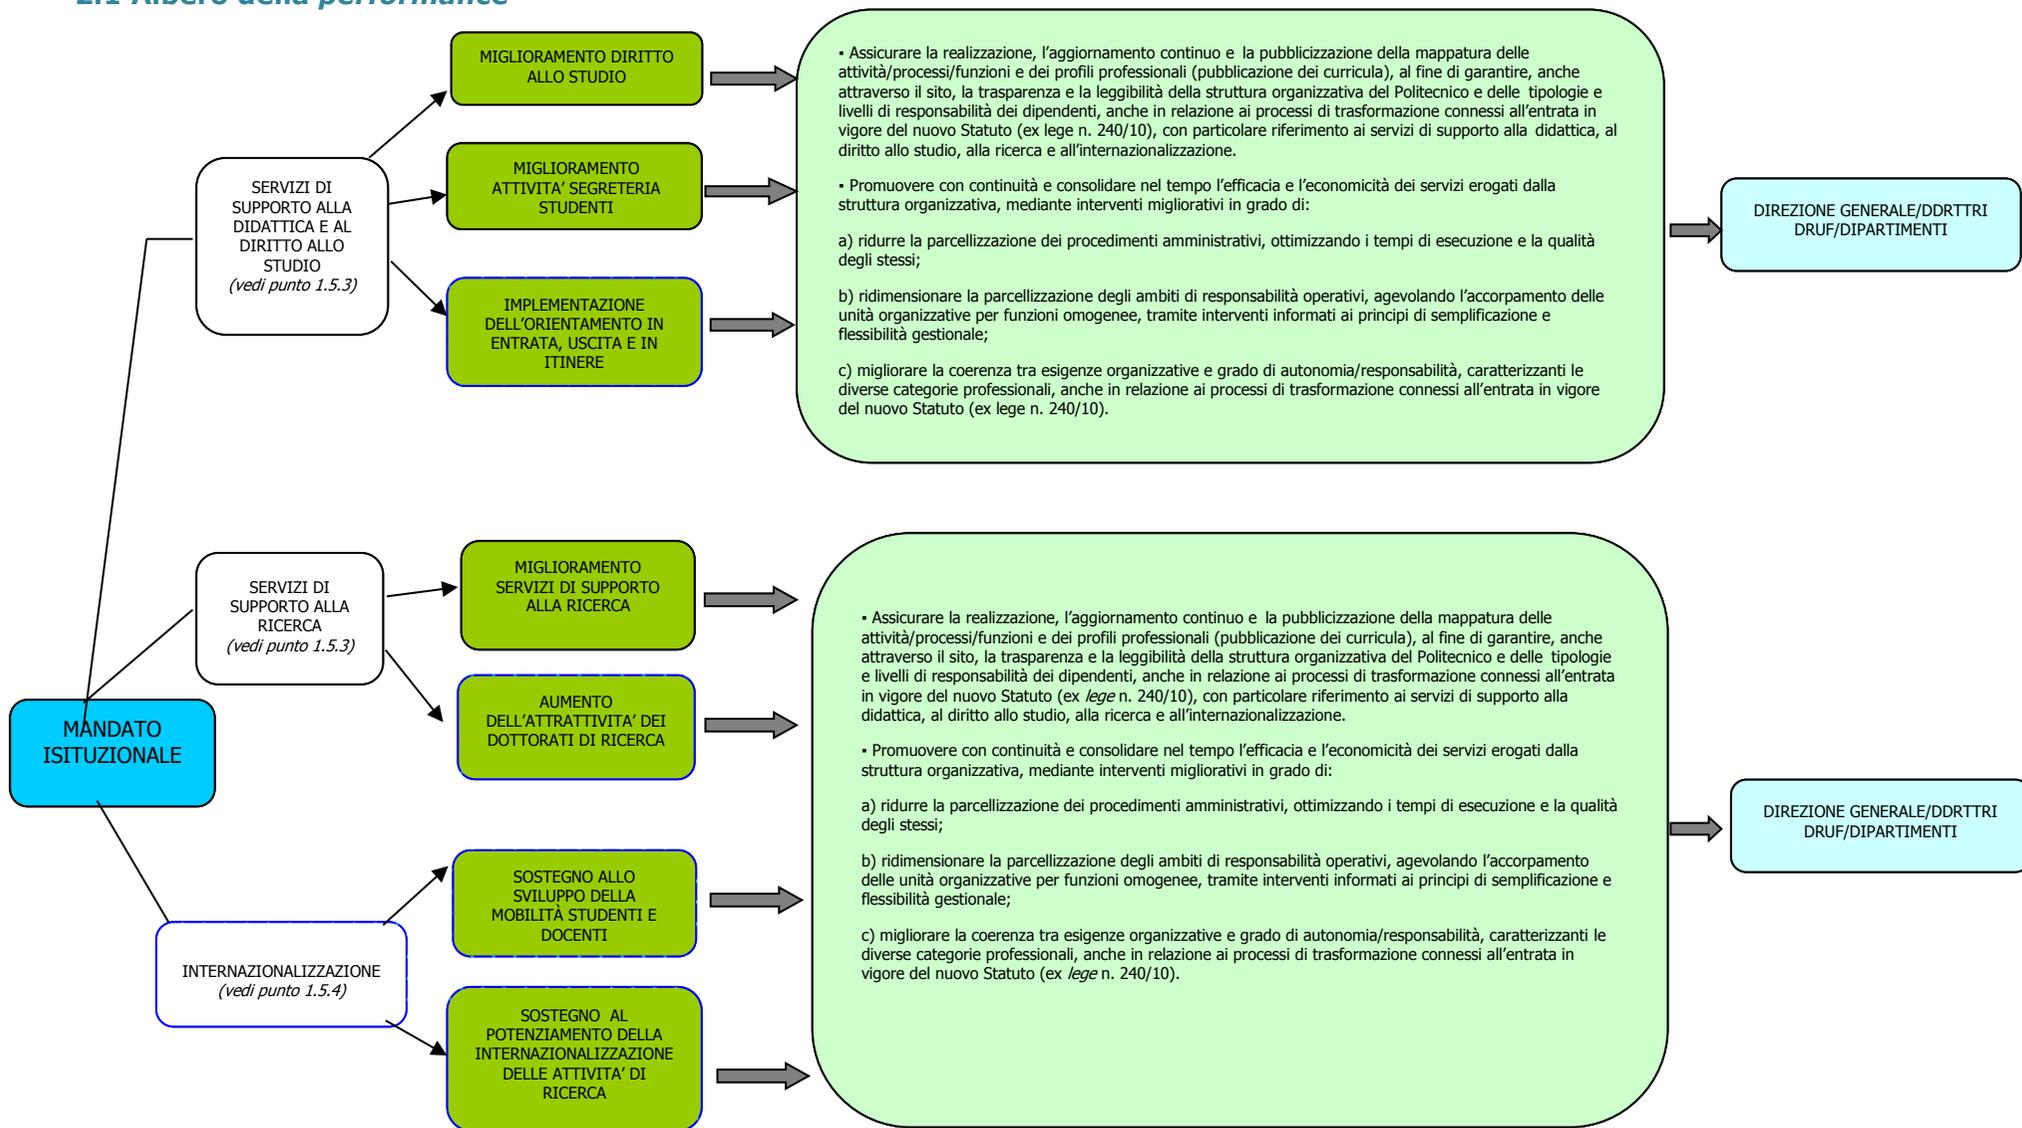 2.1 Albero della performance
MIGLIORAMENTO DIRITTO
ALLO STUDIO
MIGLIORAMENTO
ATTIVITA’ SEGRETERIA
STUDENTI
IMPLEMENTAZIONE
DELL’ORIENTAMENTO IN
ENTRATA, USCITA E IN
ITINERE
SERVIZI DI
SUPPORTO ALLA
DIDATTICA E AL
DIRITTO ALLO
STUDIO
(vedi punto 1.5.3)
▪ Assicurare la realizzazione, l’aggiornamento continuo e la pubblicizzazione della mappatura delle
attività/processi/funzioni e dei profili professionali (pubblicazione dei curricula), al fine di garantire, anche
attraverso il sito, la trasparenza e la leggibilità della struttura organizzativa del Politecnico e delle tipologie e
livelli di responsabilità dei dipendenti, anche in relazione ai processi di trasformazione connessi all’entrata in
vigore del nuovo Statuto (ex lege n. 240/10), con particolare riferimento ai servizi di supporto alla didattica, al
diritto allo studio, alla ricerca e all’internazionalizzazione.
▪ Promuovere con continuità e consolidare nel tempo l’efficacia e l’economicità dei servizi erogati dalla
struttura organizzativa, mediante interventi migliorativi in grado di:
a) ridurre la parcellizzazione dei procedimenti amministrativi, ottimizzando i tempi di esecuzione e la qualità
degli stessi;
b) ridimensionare la parcellizzazione degli ambiti di responsabilità operativi, agevolando l’accorpamento delle
unità organizzative per funzioni omogenee, tramite interventi informati ai principi di semplificazione e
flessibilità gestionale;
c) migliorare la coerenza tra esigenze organizzative e grado di autonomia/responsabilità, caratterizzanti le
diverse categorie professionali, anche in relazione ai processi di trasformazione connessi all’entrata in vigore
del nuovo Statuto (ex lege n. 240/10).
DIREZIONE GENERALE/DDRTTRI
DRUF/DIPARTIMENTI
SERVIZI DI
SUPPORTO ALLA
RICERCA
(vedi punto 1.5.3)
MIGLIORAMENTO
SERVIZI DI SUPPORTO
ALLA RICERCA
AUMENTO
DELL’ATTRATTIVITA’ DEI
DOTTORATI DI RICERCA
MANDATO
ISITUZIONALE
INTERNAZIONALIZZAZIONE
(vedi punto 1.5.4)
SOSTEGNO ALLO
SVILUPPO DELLA
MOBILITÀ STUDENTI E
DOCENTI
SOSTEGNO AL
POTENZIAMENTO DELLA
INTERNAZIONALIZZAZIONE
DELLE ATTIVITA’ DI
RICERCA
▪ Assicurare la realizzazione, l’aggiornamento continuo e la pubblicizzazione della mappatura delle
attività/processi/funzioni e dei profili professionali (pubblicazione dei curricula), al fine di garantire, anche
attraverso il sito, la trasparenza e la leggibilità della struttura organizzativa del Politecnico e delle tipologie
e livelli di responsabilità dei dipendenti, anche in relazione ai processi di trasformazione connessi all’entrata
in vigore del nuovo Statuto (ex lege n. 240/10), con particolare riferimento ai servizi di supporto alla
didattica, al diritto allo studio, alla ricerca e all’internazionalizzazione.
▪ Promuovere con continuità e consolidare nel tempo l’efficacia e l’economicità dei servizi erogati dalla
struttura organizzativa, mediante interventi migliorativi in grado di:
a) ridurre la parcellizzazione dei procedimenti amministrativi, ottimizzando i tempi di esecuzione e la qualità
degli stessi;
b) ridimensionare la parcellizzazione degli ambiti di responsabilità operativi, agevolando l’accorpamento
delle unità organizzative per funzioni omogenee, tramite interventi informati ai principi di semplificazione e
flessibilità gestionale;
c) migliorare la coerenza tra esigenze organizzative e grado di autonomia/responsabilità, caratterizzanti le
diverse categorie professionali, anche in relazione ai processi di trasformazione connessi all’entrata in
vigore del nuovo Statuto (ex lege n. 240/10).
DIREZIONE GENERALE/DDRTTRI
DRUF/DIPARTIMENTI